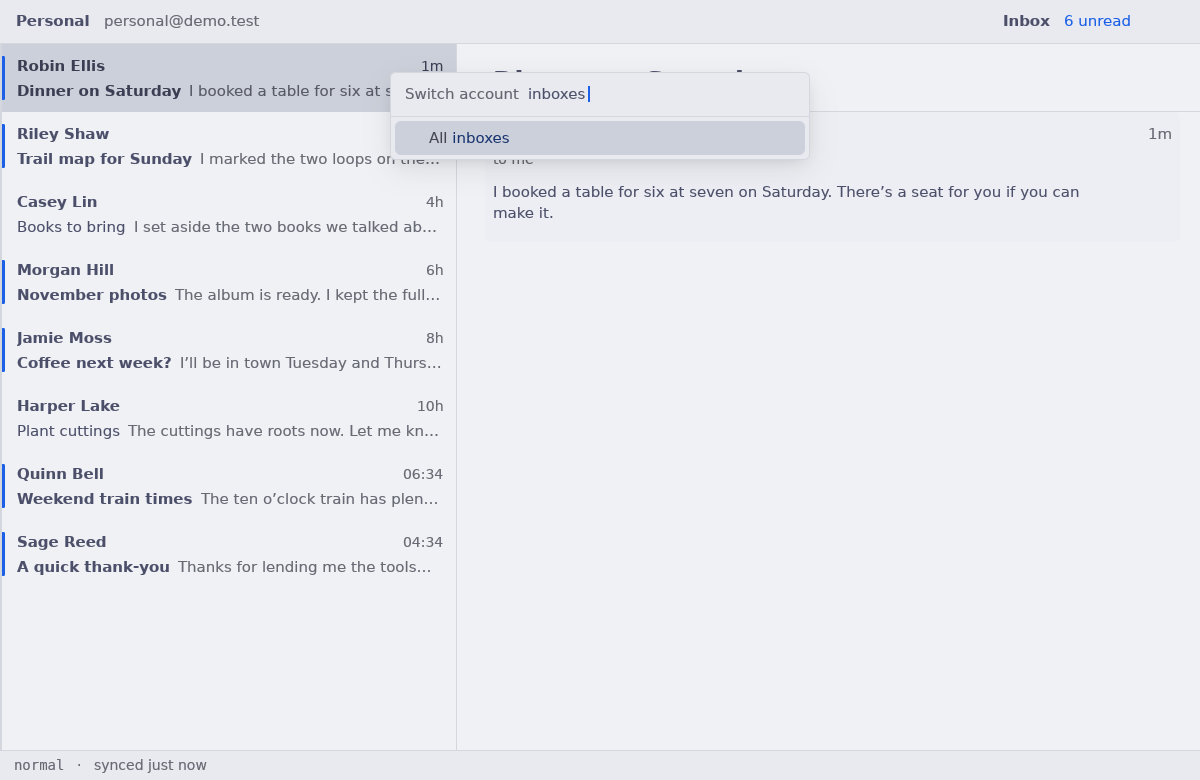 Personal personal@demo.test Inbox 6 unread
Robin Ellis 1m
Dinner on Saturday I booked a table for six at s
Switch account inboxes
All inboxes
Riley Shaw
Trail map for Sunday I marked the two loops on the…
1m
to me
I booked a table for six at seven on Saturday. There’s a seat for you if you can
make it.
Casey Lin 4h
Books to bring I set aside the two books we talked ab…
Morgan Hill 6h
November photos The album is ready. I kept the full…
Jamie Moss 8h
Coffee next week? I’ll be in town Tuesday and Thurs…
Harper Lake 10h
Plant cuttings The cuttings have roots now. Let me kn…
Quinn Bell 06:34
Weekend train times The ten o’clock train has plen…
Sage Reed 04:34
A quick thank-you Thanks for lending me the tools…
normal · synced just now